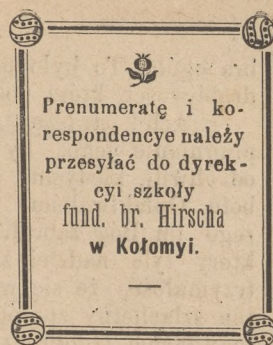 Prenumeratę i ko-
respondencye należy
przesyłać do dyrek-
cyi szkoły
fund. br. Hirscha
w Kołomyi.